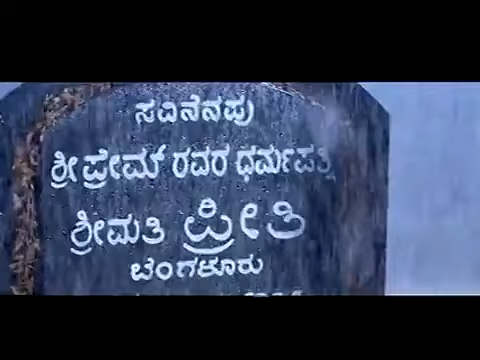 ಸವಿನೆನಪು
ಶ್ರೀ ಪ್ರೇಮ್ ರವರ ಧರ್ಮಪತ್ನಿ
ಶ್ರೀಮತಿ ಪ್ರೀತಿ
ಬೆಂಗಳೂರು